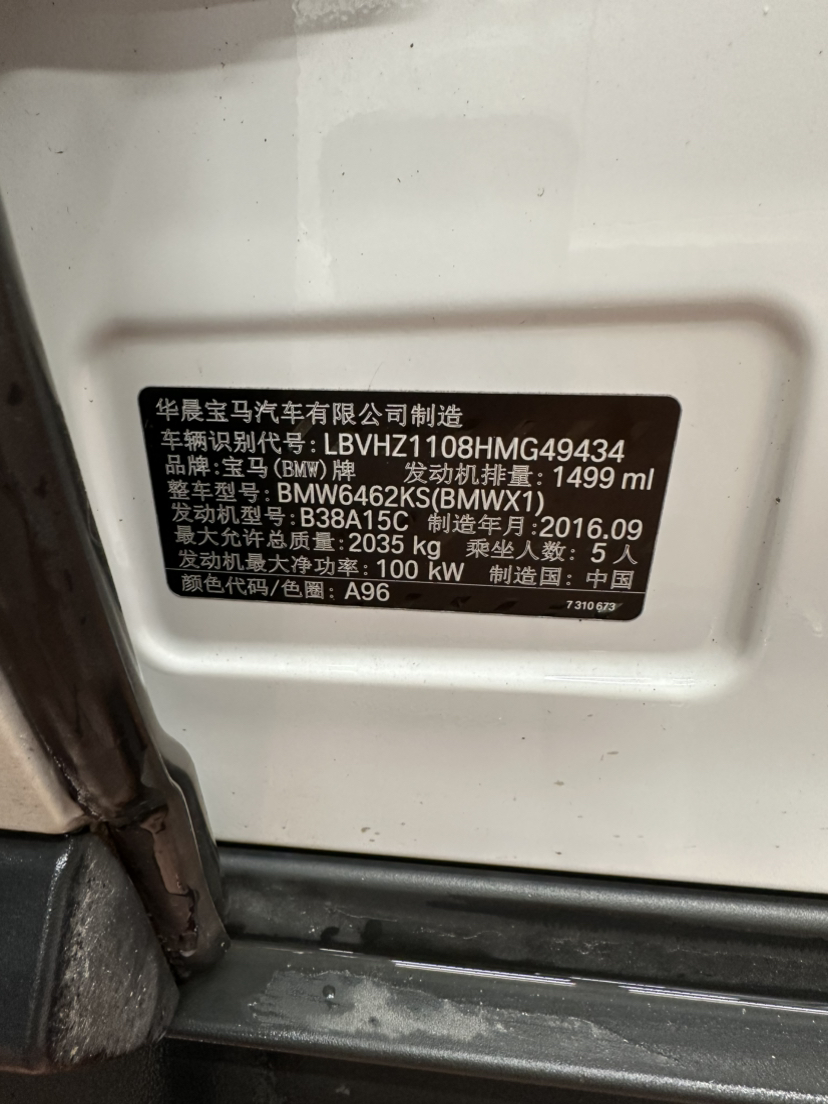 华晨宝马汽车有限公司制造
车辆识别代号: LBVHZ1108HMG49434
品牌:宝马(BMW)牌 发动机排量: 1499 ml
整车型号: BMW6462KS(BMWX1)
发动机型号: B38A15C 制造年月:2016.09
最大允许总质量:2035 kg 乘坐人数: 5 人
发动机最大净功率: 100 kW 制造国: 中国
颜色代码/色圈: A96 7 310 673